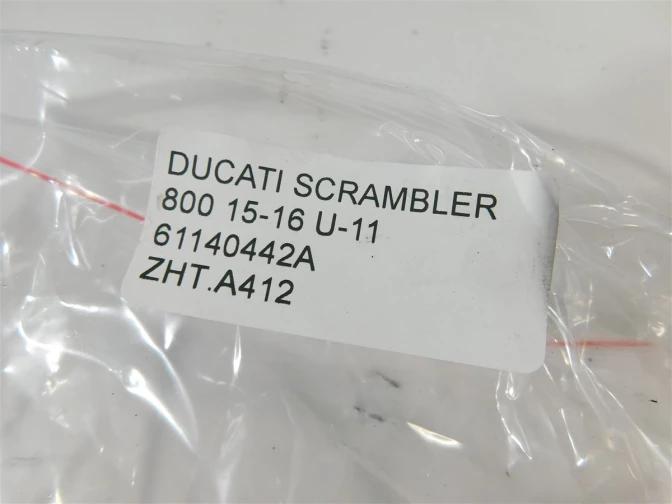 DUCATI SCRAMBLER
800 15-16 U-11
61140442A
ZHT.A412